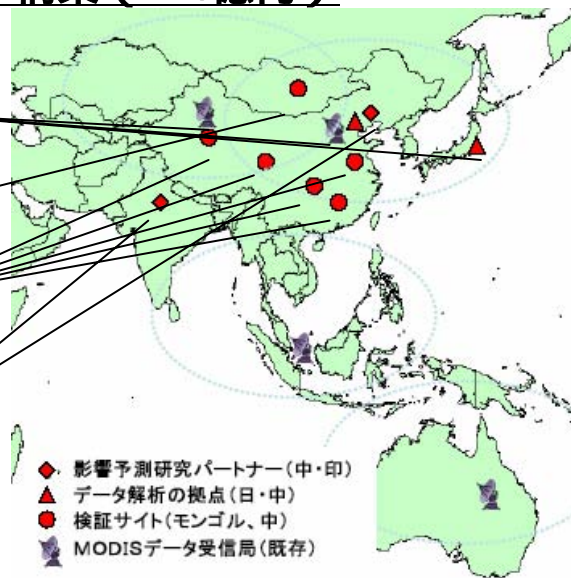 影響予測研究パートナー(中・印)
データ解析の拠点(日・中)
検証サイト(モンゴル、中)
MODISデータ受信局(既存)